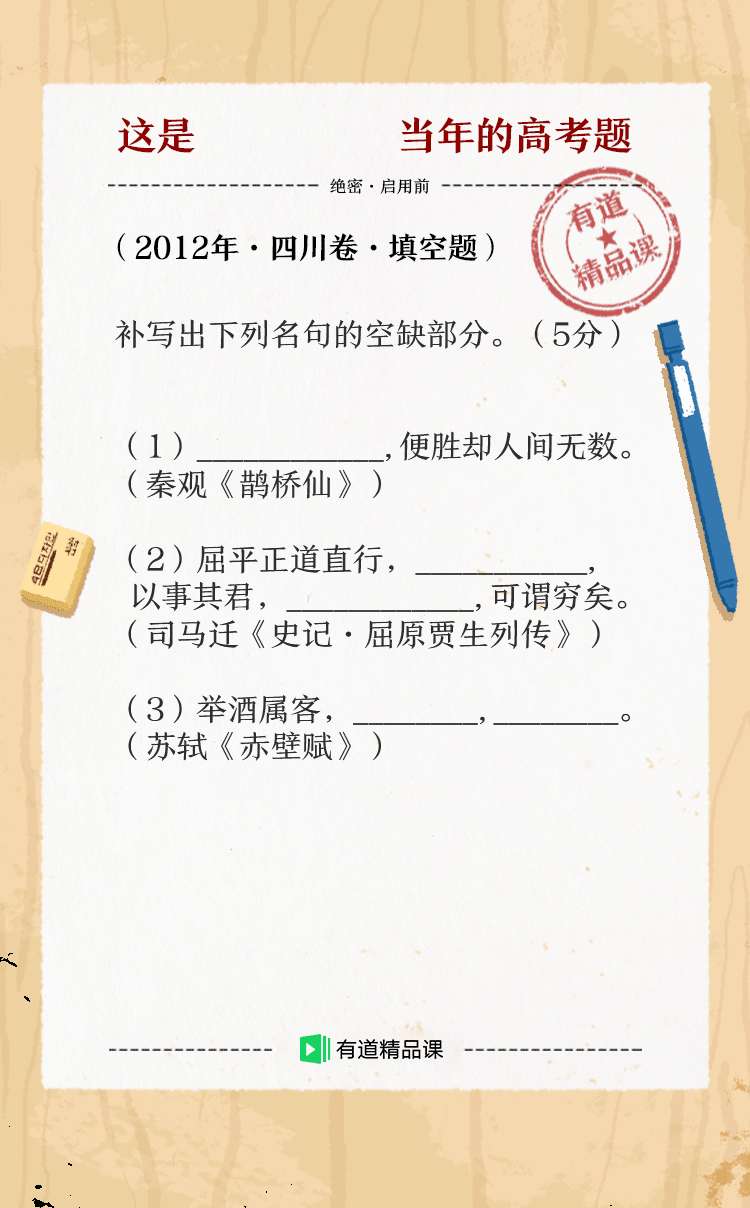 这是 当年的高考题
绝密·启用前
有道
精品课
（2012年·四川卷·填空题）
补写出下列名句的空缺部分。（5分）
（1）____________,便胜却人间无数。
（秦观《鹊桥仙》）
（2）屈平正道直行，___________,
以事其君，____________,可谓穷矣。
（司马迁《史记·屈原贾生列传》）
（3）举酒属客，________,________。
（苏轼《赤壁赋》）
有道精品课